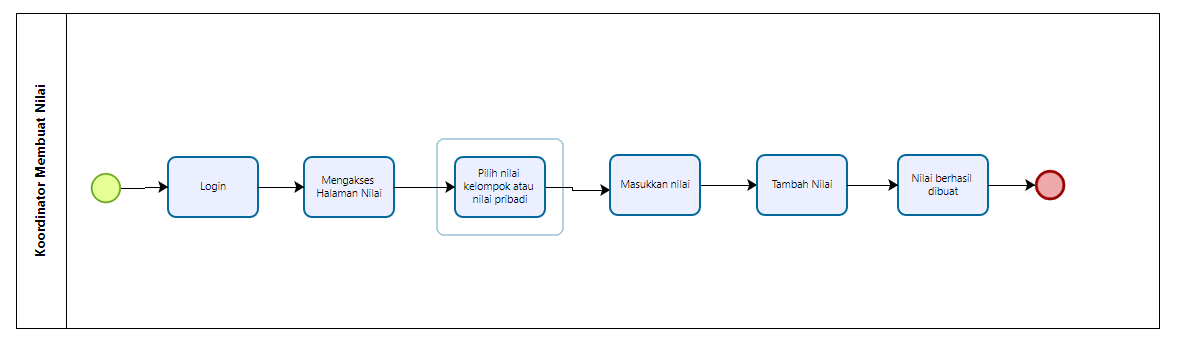 Koordinator Membuat Nilai
Login
Mengakses
Halaman Nilai
Pilih nilai
kelompok atau
nilai pribadi
Masukkan nilai
Tambah Nilai
Nilai berhasil
dibuat